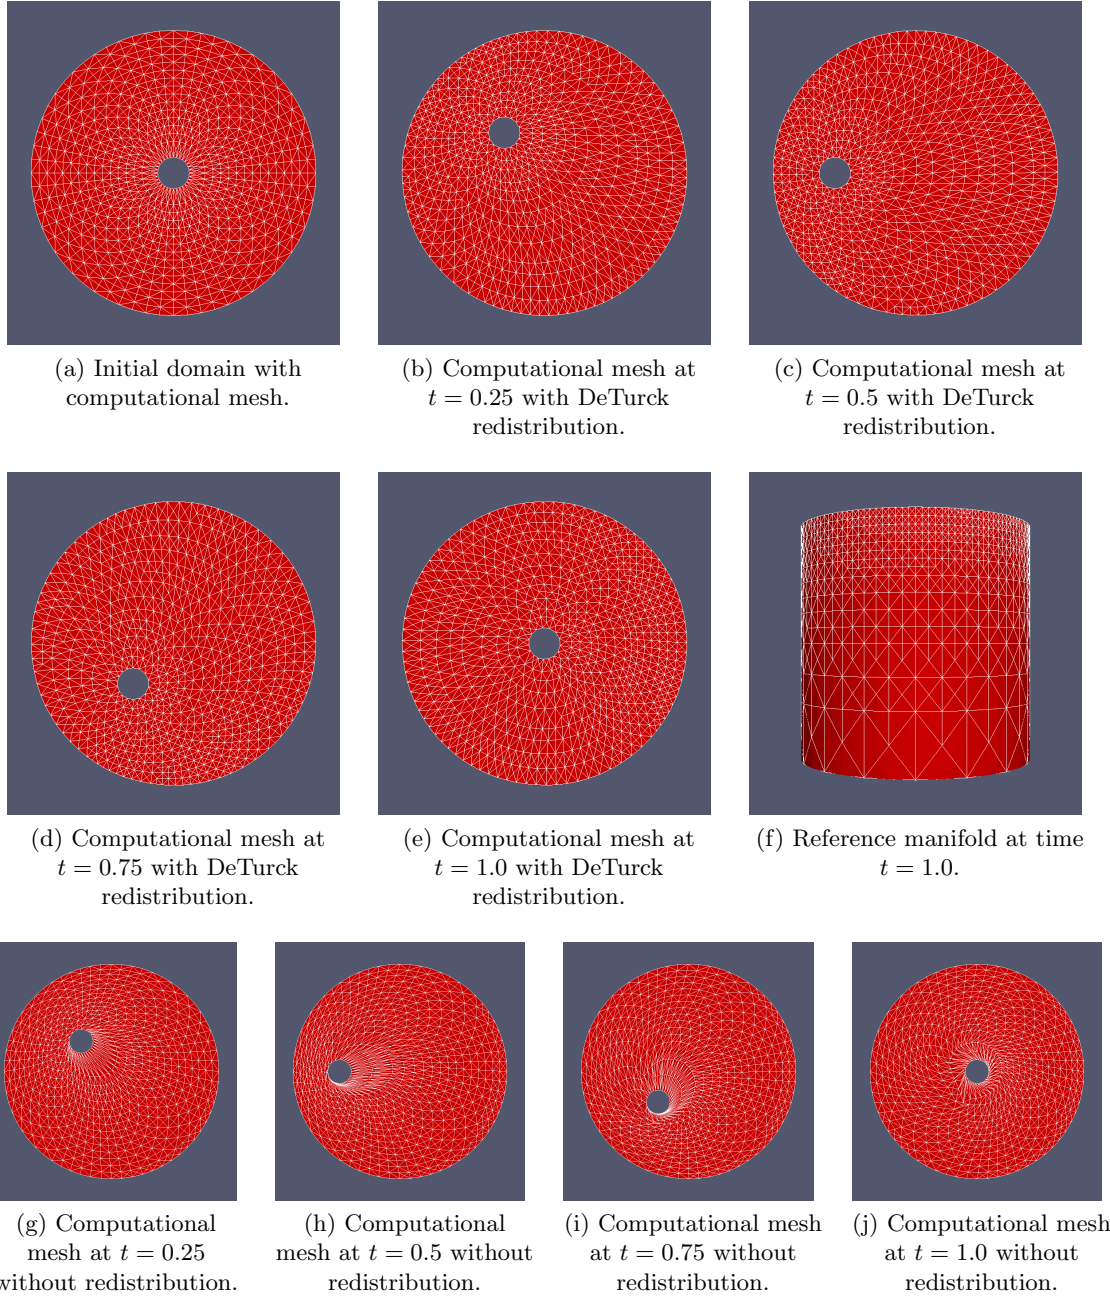 (a) Initial domain with
computational mesh.
(b) Computational mesh at
t = 0.25 with DeTurck
redistribution.
(c) Computational mesh at
t = 0.5 with DeTurck
redistribution.
(d) Computational mesh at
t = 0.75 with DeTurck
redistribution.
(e) Computational mesh at
t = 1.0 with DeTurck
redistribution.
(f) Reference manifold at time
t = 1.0.
(g) Computational
mesh at t = 0.25
without redistribution.
(h) Computational
mesh at t = 0.5 without
redistribution.
(i) Computational mesh
at t = 0.75 without
redistribution.
(j) Computational mesh
at t = 1.0 without
redistribution.